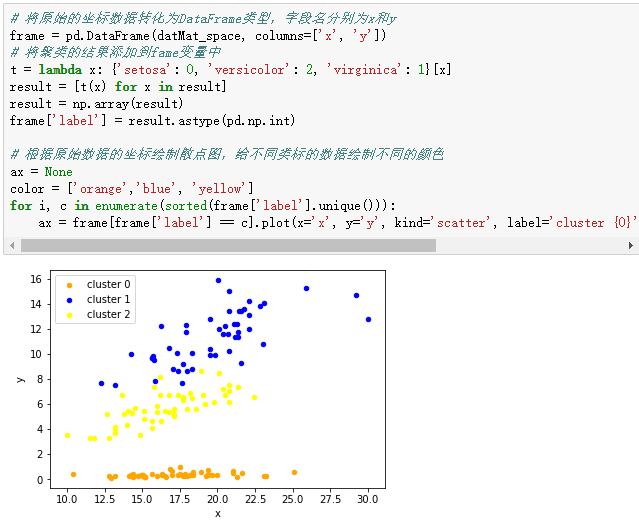 # 将原始的坐标数据转化为DataFrame类型，字段名分别为x和y
frame = pd.DataFrame(datMat_space, columns=['x', 'y'])
# 将聚类的结果添加到fame变量中
t = lambda x: {'setosa': 0, 'versicolor': 2, 'virginica': 1}[x]
result = [t(x) for x in result]
result = np.array(result)
frame['label'] = result.astype(pd.np.int)
# 根据原始数据的坐标绘制散点图，给不同类标的数据绘制不同的颜色
ax = None
color = ['orange','blue', 'yellow']
for i, c in enumerate(sorted(frame['label'].unique())):
ax = frame[frame['label'] == c].plot(x='x', y='y', kind='scatter', label='cluster {0}'
16
14
12
10
8
6
4
2
0
y
cluster 0
cluster 1
cluster 2
10.0 12.5 15.0 17.5 20.0 22.5 25.0 27.5 30.0
x